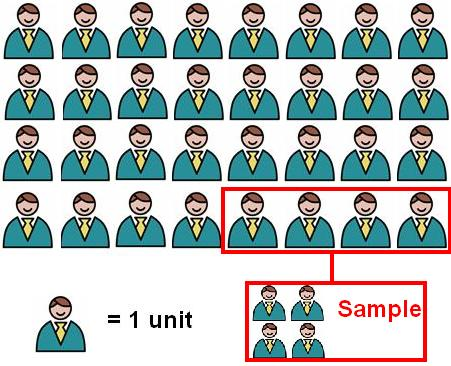 Sample
= 1 unit